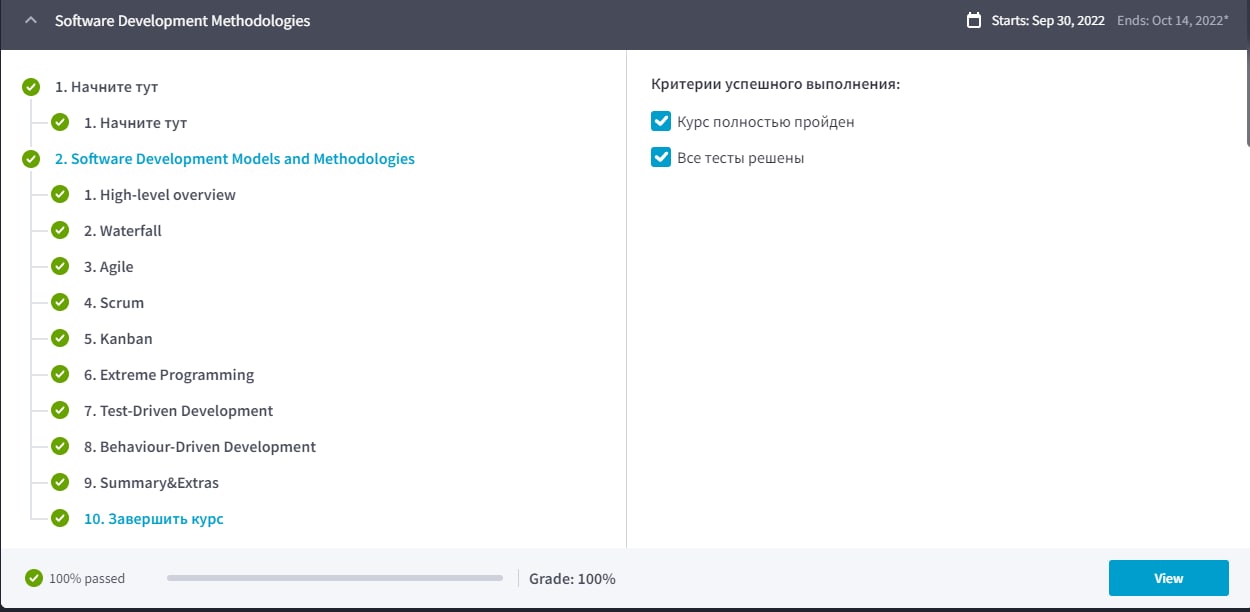 Software Development Methodologies
Starts: Sep 30, 2022 Ends: Oct 14, 2022*
1. Начните тут
1. Начните тут
2. Software Development Models and Methodologies
1. High-level overview
2. Waterfall
3. Agile
4. Scrum
5. Kanban
6. Extreme Programming
7. Test-Driven Development
8. Behaviour-Driven Development
9. Summary&Extras
10. Завершить курс
Критерии успешного выполнения:
Курс полностью пройден
Все тесты решены
100% passed
Grade: 100%
View